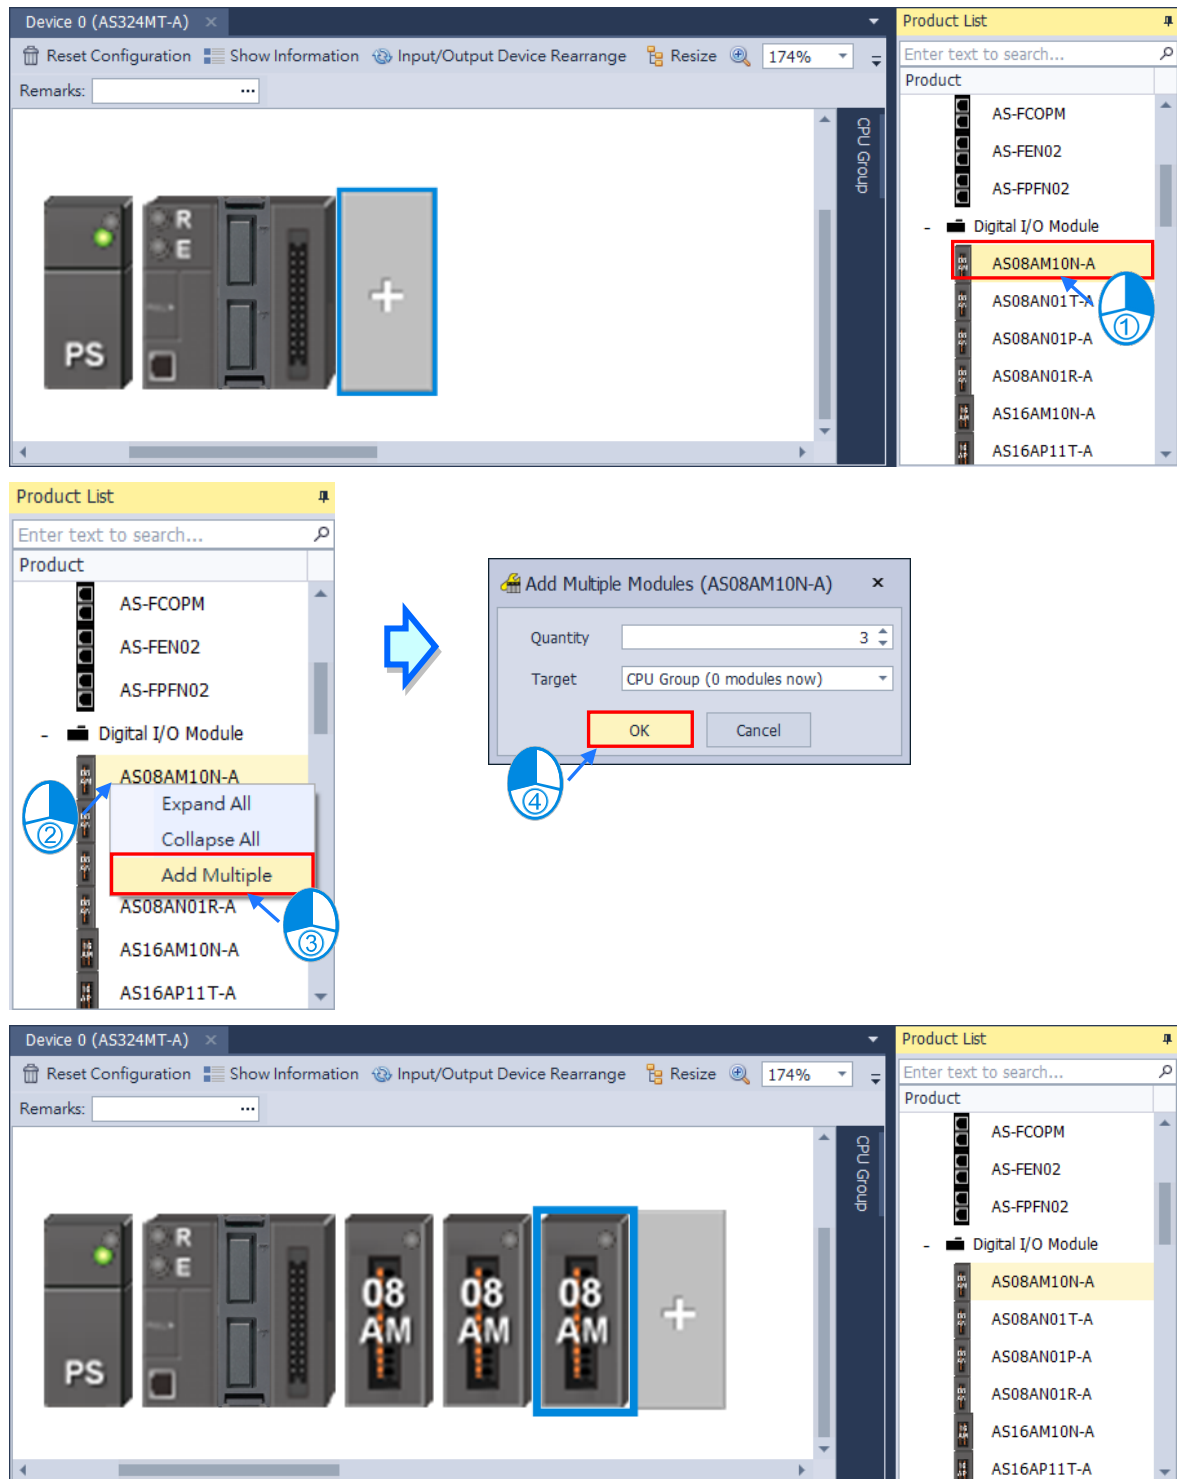 Device 0 (AS324MT-A)
Product List
Reset Configuration Show Information Input/Output Device Rearrange Resize 174%
Enter text to search...
Remarks: ...
Product
CPU Group
AS-FCOPM
AS-FEN02
AS-FPFN02
- Digital I/O Module
AS08AM10N-A
AS08AN01T-A
AS08AN01P-A
AS08AN01R-A
AS16AM10N-A
AS16AP11T-A
R
E
PS
+
①
Product List
Enter text to search...
Product
AS-FCOPM
AS-FEN02
AS-FPFN02
- Digital I/O Module
AS08AM10N-A
Expand All
Collapse All
Add Multiple
AS08AN01R-A
AS16AM10N-A
AS16AP11T-A
②
③
Add Multiple Modules (AS08AM10N-A)
Quantity 3
Target CPU Group (0 modules now)
OK Cancel
④
Device 0 (AS324MT-A)
Product List
Reset Configuration Show Information Input/Output Device Rearrange Resize 174%
Enter text to search...
Remarks: ...
Product
CPU Group
AS-FCOPM
AS-FEN02
AS-FPFN02
- Digital I/O Module
AS08AM10N-A
AS08AN01T-A
AS08AN01P-A
AS08AN01R-A
AS16AM10N-A
AS16AP11T-A
R
E
PS
08 AM
08 AM
08 AM
+